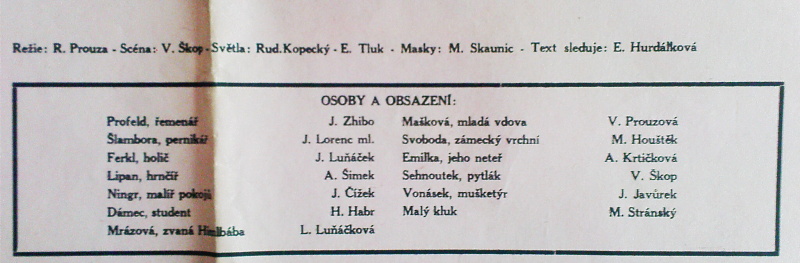 Režie: R. Prouza - Scéna: V. Škop - Světla: Rud. Kopecký - E. Tluk - Masky: M. Skaunic - Text sleduje: E. Hurdálková
OSOBY A OBSAZENÍ:
Profeld, řemenář J. Zhibo Mašková, mladá vdova V. Prouzová
Šlambora, pernikář J. Lorenc ml. Svoboda, zámecký vrchní M. Houštěk
Ferkl, holič J. Luňáček Emilka, jeho neteř A. Krtičková
Lipan, hrnčíř A. Šimek Sehnoutek, pytlák V. Škop
Ningr, malíř pokojů J. Čížek Vonásek, mušketýr J. Javůrek
Dámec, student H. Habr Malý kluk M. Stránský
Mrázová, zvaná L. Luňáčková